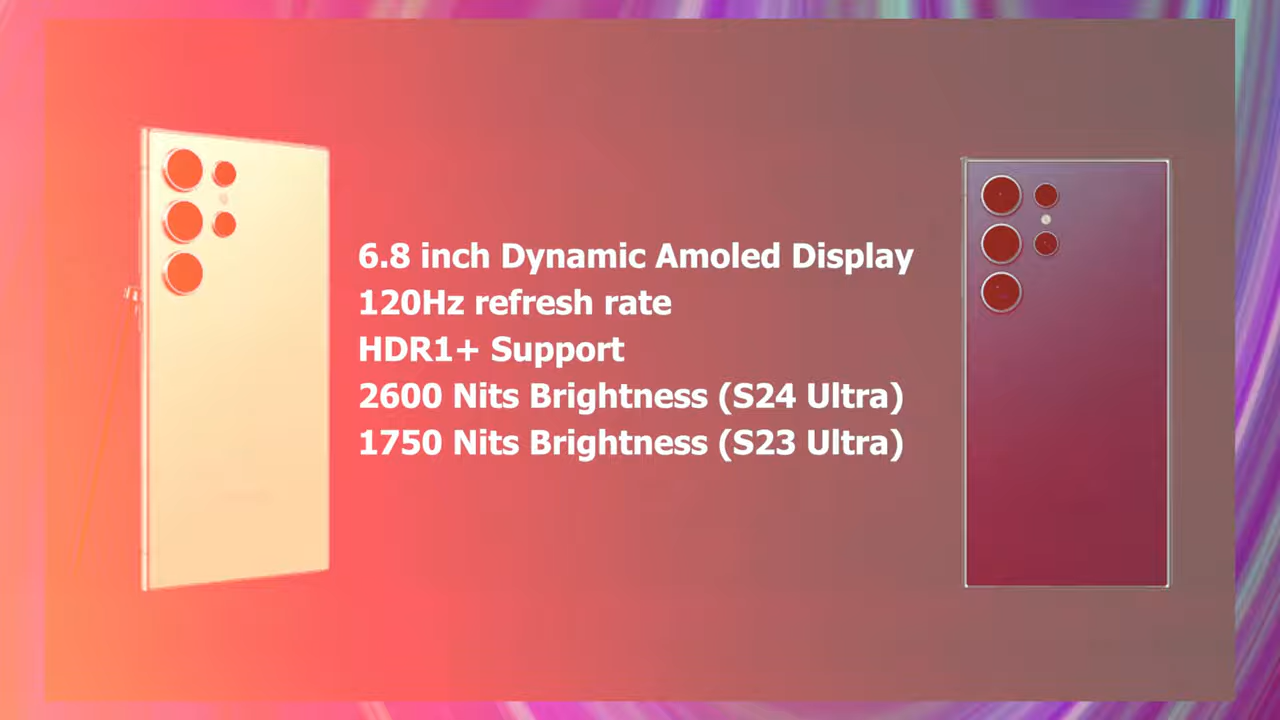 6.8 inch Dynamic Amoled Display
120Hz refresh rate
HDR1+ Support
2600 Nits Brightness (S24 Ultra)
1750 Nits Brightness (S23 Ultra)